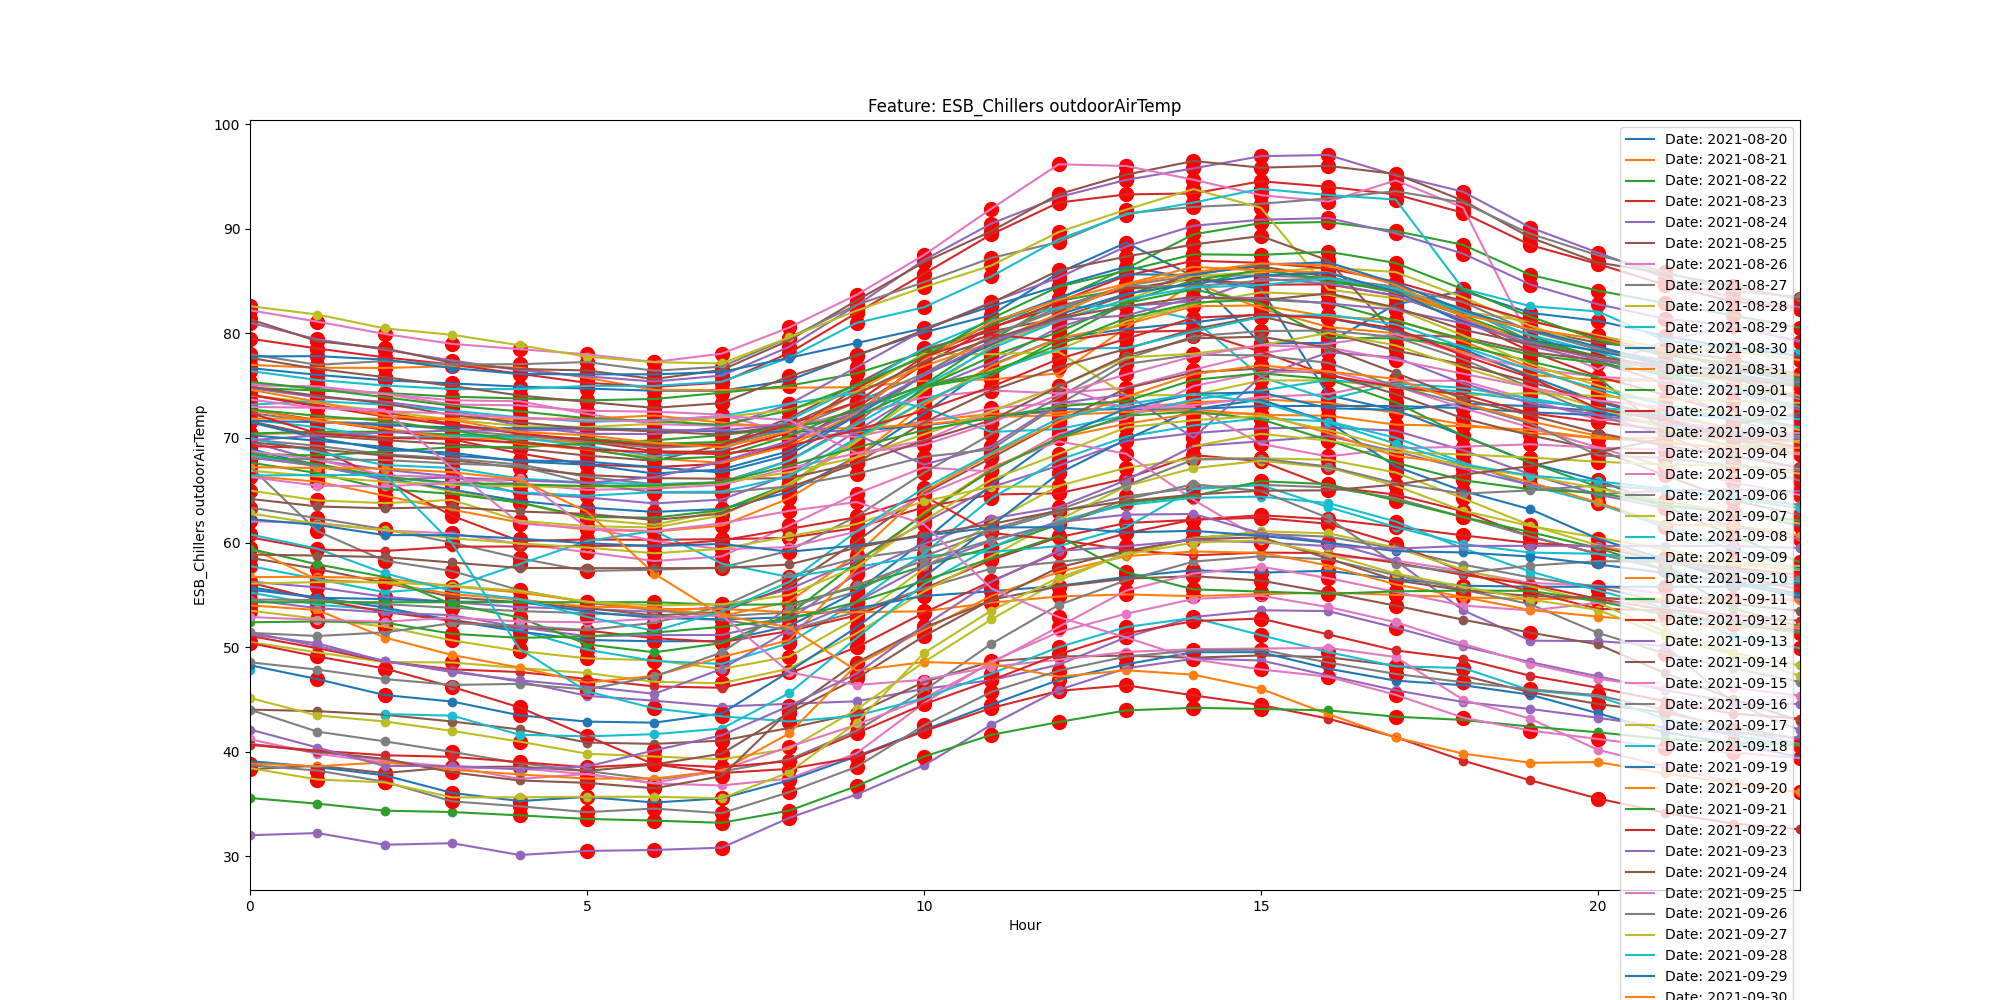 Feature: ESB_Chillers outdoorAirTemp
100
90
80
70
60
50
40
30
ESB_Chillers outdoorAirTemp
0
5
10
15
20
Hour
Date: 2021-08-20
Date: 2021-08-21
Date: 2021-08-22
Date: 2021-08-23
Date: 2021-08-24
Date: 2021-08-25
Date: 2021-08-26
Date: 2021-08-27
Date: 2021-08-28
Date: 2021-08-29
Date: 2021-08-30
Date: 2021-08-31
Date: 2021-09-01
Date: 2021-09-02
Date: 2021-09-03
Date: 2021-09-04
Date: 2021-09-05
Date: 2021-09-06
Date: 2021-09-07
Date: 2021-09-08
Date: 2021-09-09
Date: 2021-09-10
Date: 2021-09-11
Date: 2021-09-12
Date: 2021-09-13
Date: 2021-09-14
Date: 2021-09-15
Date: 2021-09-16
Date: 2021-09-17
Date: 2021-09-18
Date: 2021-09-19
Date: 2021-09-20
Date: 2021-09-21
Date: 2021-09-22
Date: 2021-09-23
Date: 2021-09-24
Date: 2021-09-25
Date: 2021-09-26
Date: 2021-09-27
Date: 2021-09-28
Date: 2021-09-29
Date: 2021-09-30